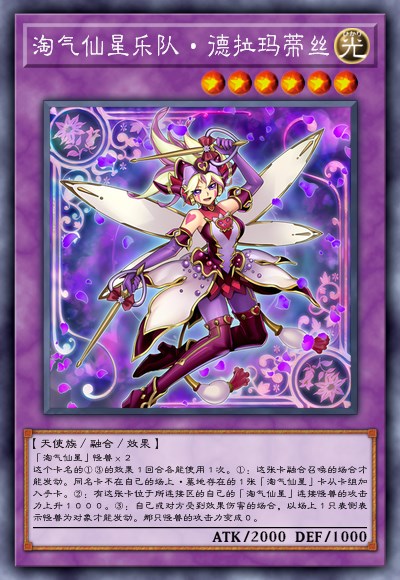 淘气仙星乐队・德拉玛蒂丝
ひかり
光
【天使族／融合／效果】
「淘气仙星」怪兽×2
这个卡名的①③的效果1回合各能使用1次。①：这张卡融合召唤的场合才
能发动。同名卡不在自己的场上・墓地存在的1张「淘气仙星」卡从卡组加
入手卡。②：有这张卡位于所连接区的自己的「淘气仙星」连接怪兽的攻击
力上升1000。③：自己或对方受到效果伤害的场合，以场上1只表侧表
示怪兽为对象才能发动。那只怪兽的攻击力变成0。
ATK/2000 DEF/1000